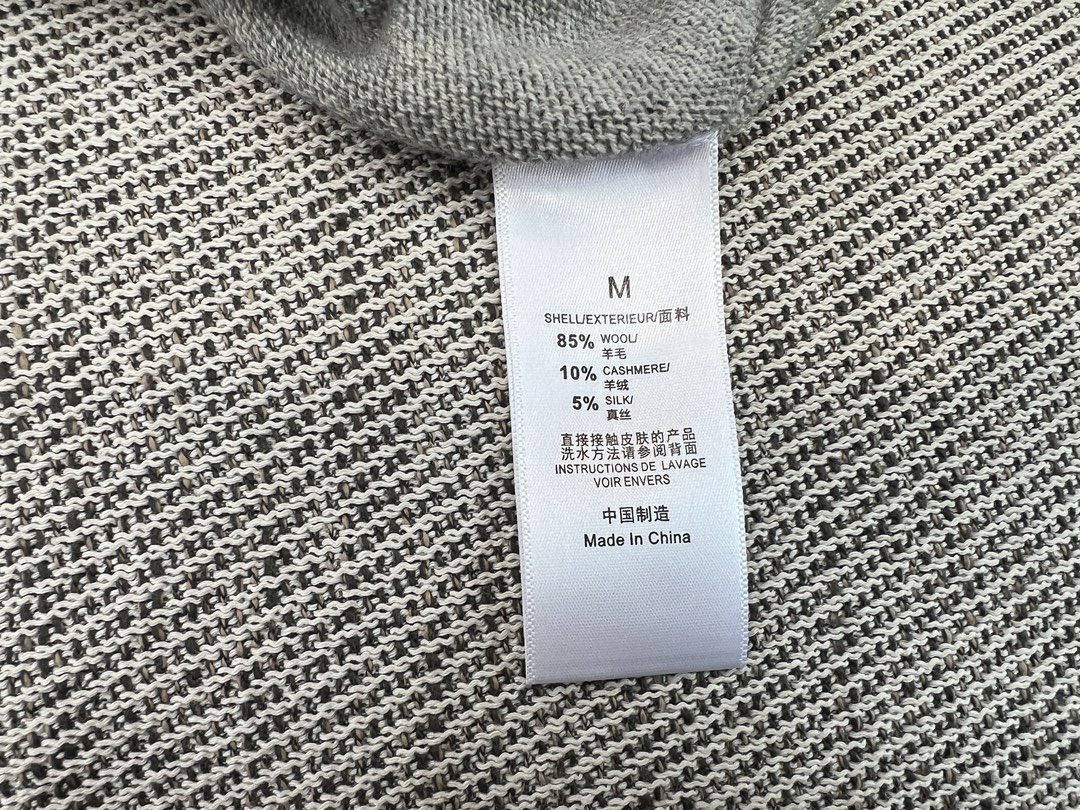 M
SHELL/EXTERIEUR/面料
85% WOOL/
羊毛
10% CASHMERE/
羊绒
5% SILK/
真丝
直接接触皮肤的产品
洗水方法请参阅背面
INSTRUCTIONS DE LAVAGE
VOIR ENVERS
中国制造
Made In China